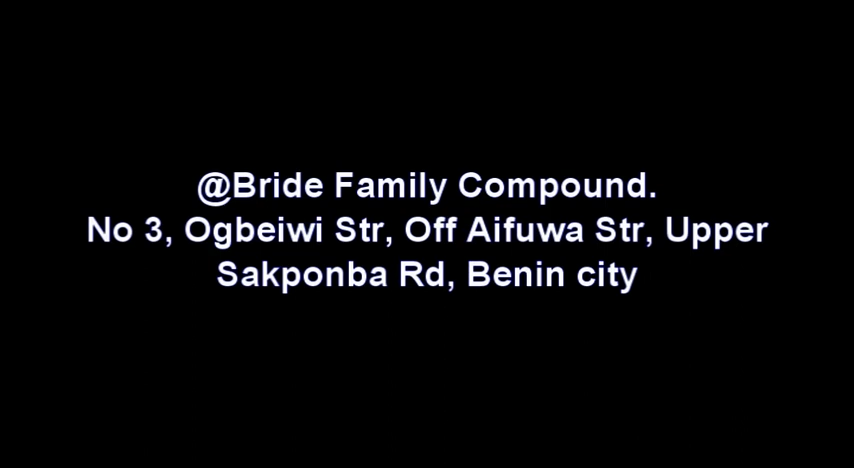 @Bride Family Compound.
No 3, Ogbeiwi Str, Off Aifuwa Str, Upper
Sakponba Rd, Benin city